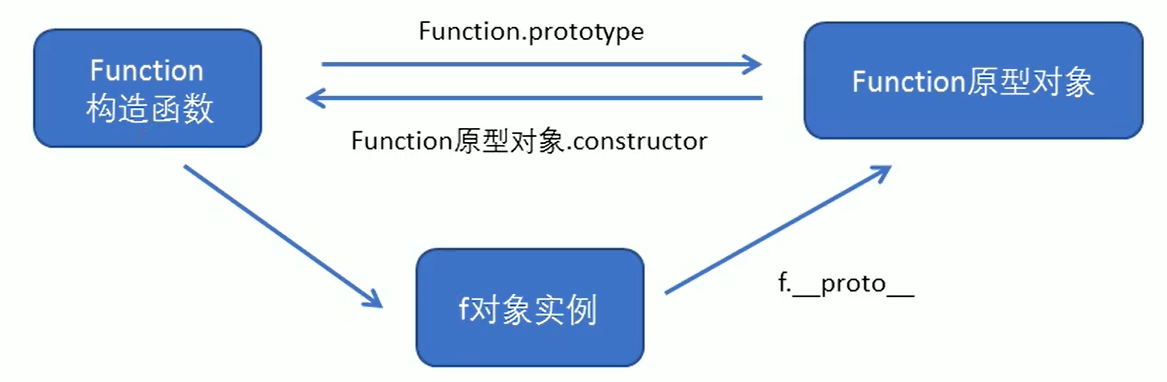 Function.prototype
Function
构造函数
Function原型对象
Function原型对象.constructor
f对象实例
f.__proto__